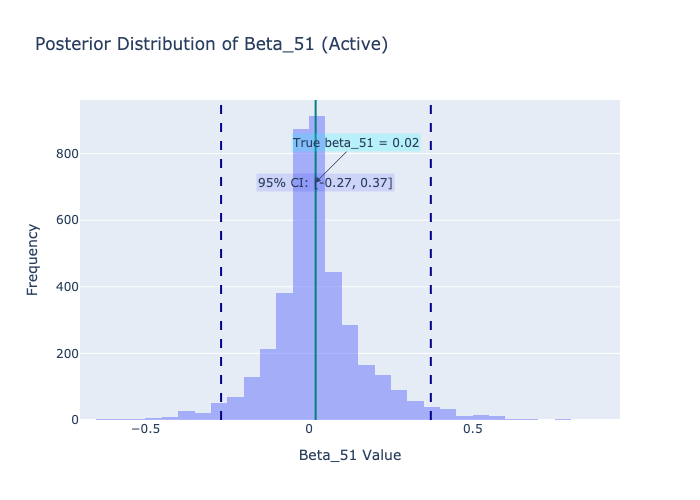 Posterior Distribution of Beta_51 (Active)
True beta_51 = 0.02
95% CI: [-0.27, 0.37]
800
600
400
200
0
Frequency
−0.5
0
0.5
Beta_51 Value